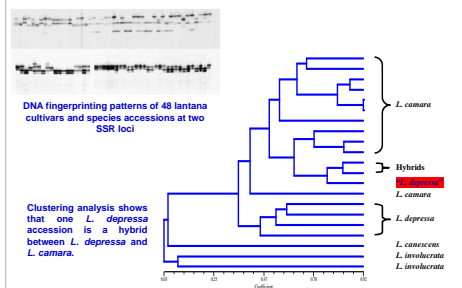 DNA fingerprinting patterns of 48 lantana
cultivars and species accessions at two
SSR loci
L. camara
Hybrids
"L. depressa"
L. camara
Clustering analysis shows
that one L. depressa
accession is a hybrid
between L. depressa and
L. camara.
L. depressa
L. canescens
L. involucrata
L. involucrata
Coefficient